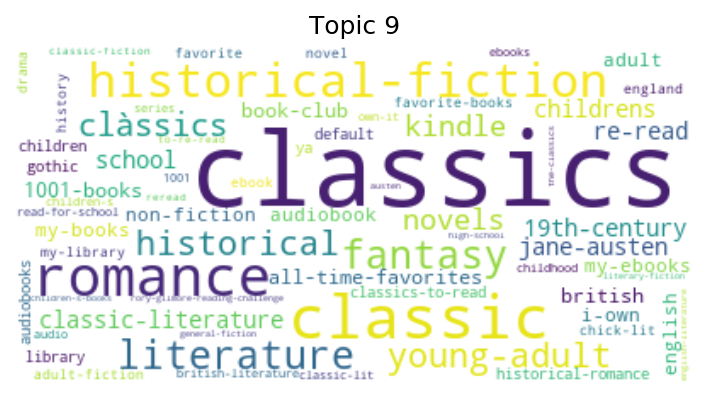 Topic 9
classic-fiction
favorite
novel
ebooks
adult
drama
historical-fiction
england
history
series
book-club
favorite-books
own-it
childrens
clàssics
to-re-read
default
kindle
re-read
children
school
ya
classics
the-classics
gothic
1001
ebook
austen
1001-books
children-s
reread
read-for-school
non-fiction
audiobook
novels
19th-century
my-books
high-school
my-library
historical
fantasy
jane-austen
romance
all-time-favorites
childhood
my-ebooks
literary-fiction
audiobooks
children-s-books
rory-gilmore-reading-challenge
classics-to-read
british
classic-literature
classic
i-own
audio
general-fiction
chick-lit
english
english-literature
library
literature
young-adult
adult-fiction
british-literature
classic-lit
historical-romance